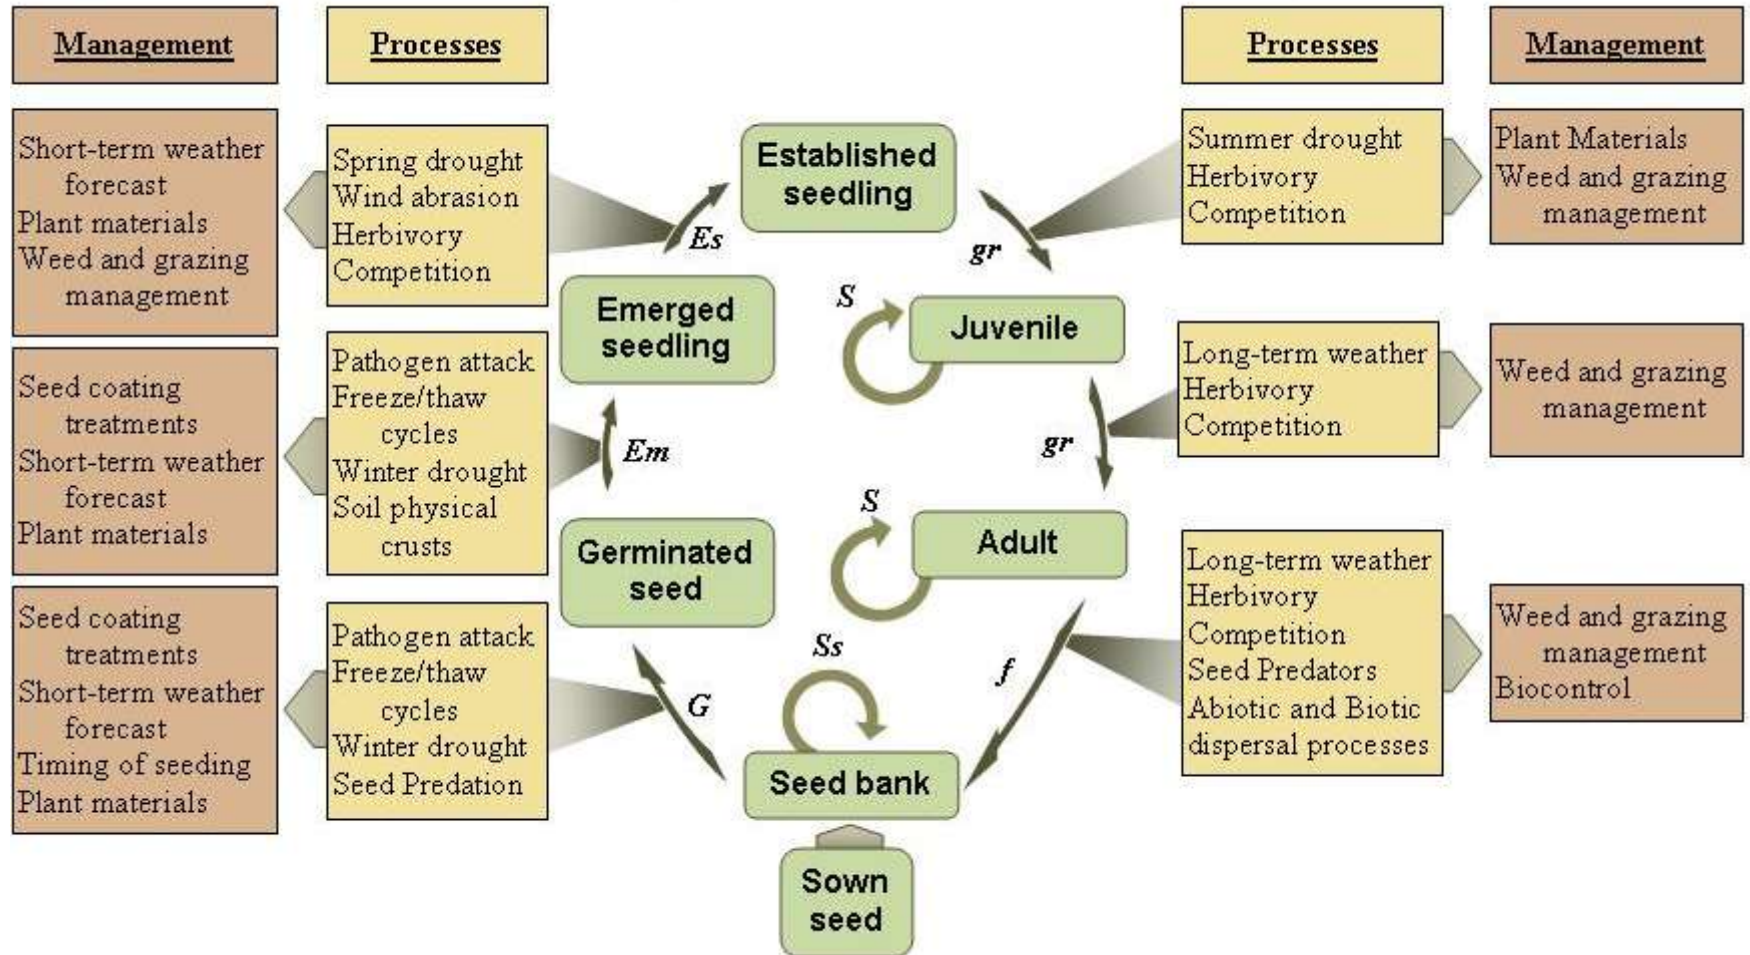 Management
Processes
Processes
Management
Short-term weather
forecast
Plant materials
Weed and grazing
management
Spring drought
Wind abrasion
Herbivory
Competition
Es
Established
seedling
gr
Summer drought
Herbivory
Competition
Plant Materials
Weed and grazing
management
Seed coating
treatments
Short-term weather
forecast
Plant materials
Pathogen attack
Freeze/thaw
cycles
Winter drought
Soil physical
crusts
Em
Emerged
seedling
S
Juvenile
gr
Long-term weather
Herbivory
Competition
Weed and grazing
management
Seed coating
treatments
Short-term weather
forecast
Timing of seeding
Plant materials
Pathogen attack
Freeze/thaw
cycles
Winter drought
Seed Predation
G
Germinated
seed
S
Adult
Ss
f
Long-term weather
Herbivory
Competition
Seed Predators
Abiotic and Biotic
dispersal processes
Weed and grazing
management
Biocontrol
Seed bank
Sown
seed